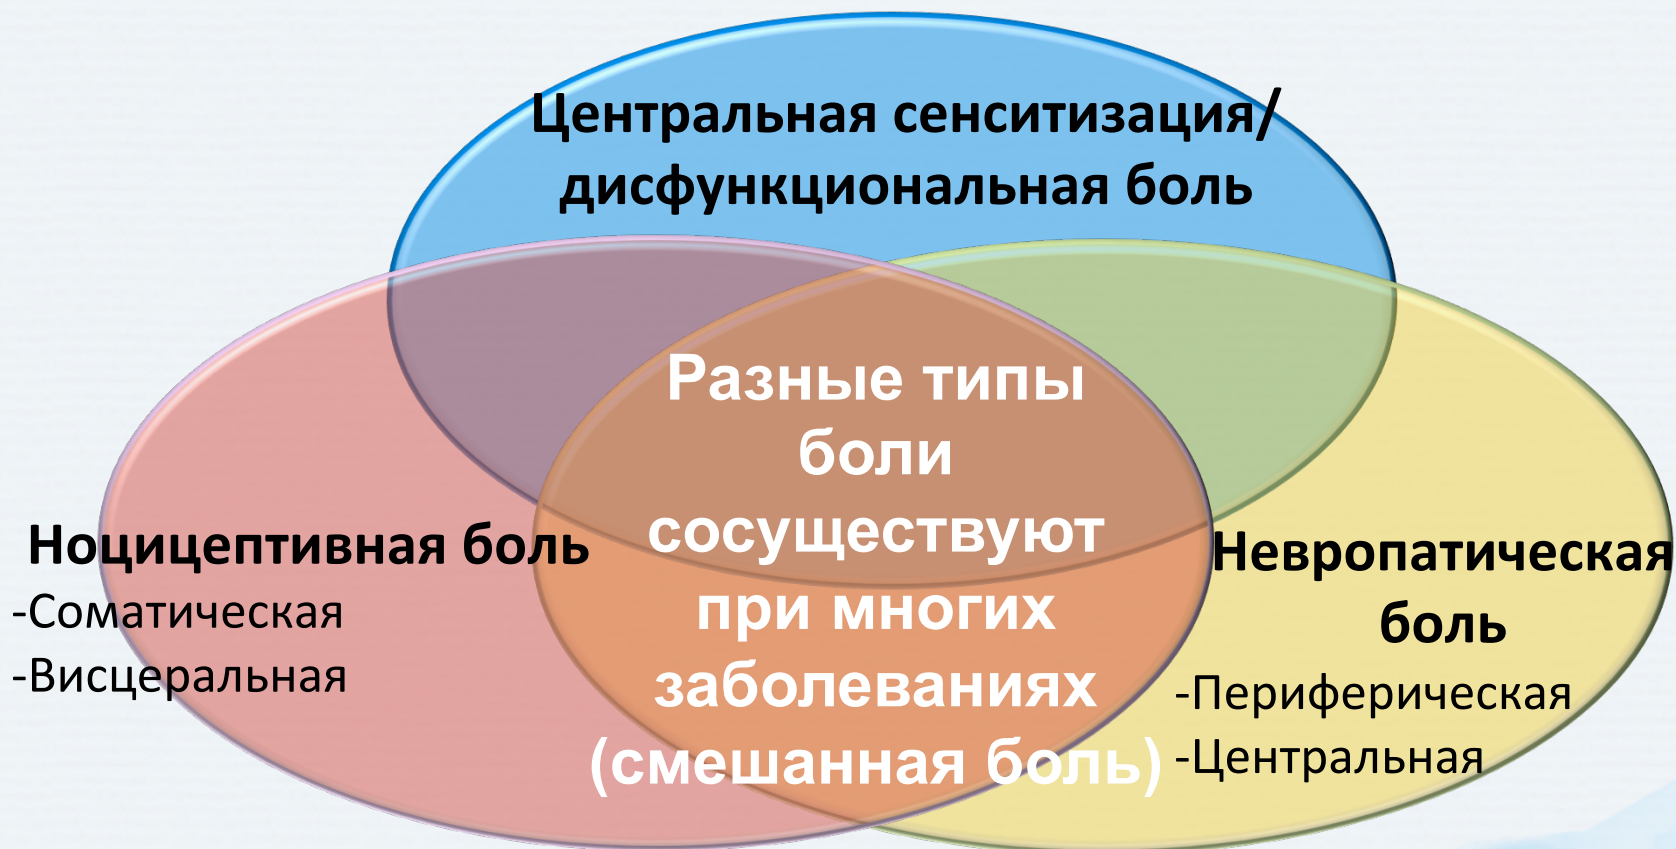 Центральная сенситизация/
дисфункциональная боль
Разные типы
боли
сосуществуют
при многих
заболеваниях
(смешанная боль)
Ноцицептивная боль
-Соматическая
-Висцеральная
Невропатическая
боль
-Периферическая
-Центральная